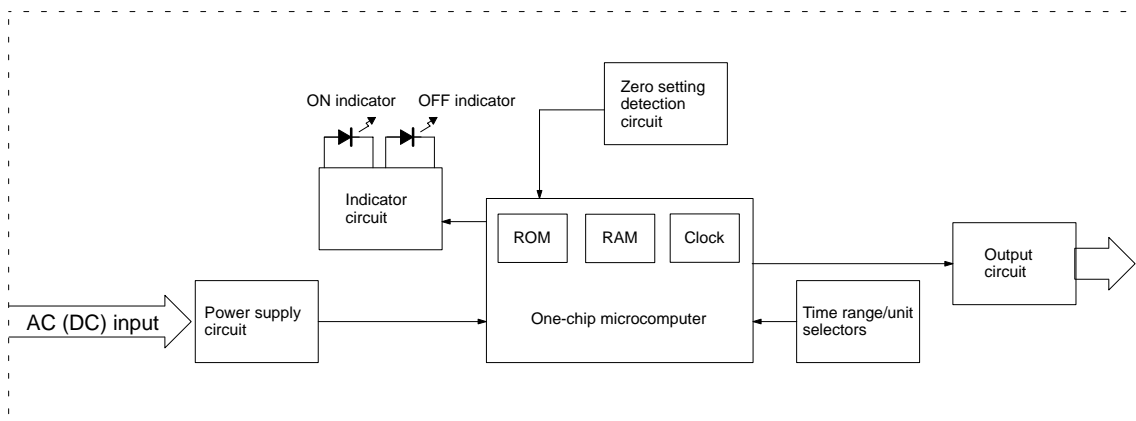 Zero setting
detection
circuit
ON indicator
OFF indicator
Indicator
circuit
ROM
RAM
Clock
Output
circuit
AC (DC) input
Power supply
circuit
One-chip microcomputer
Time range/unit
selectors